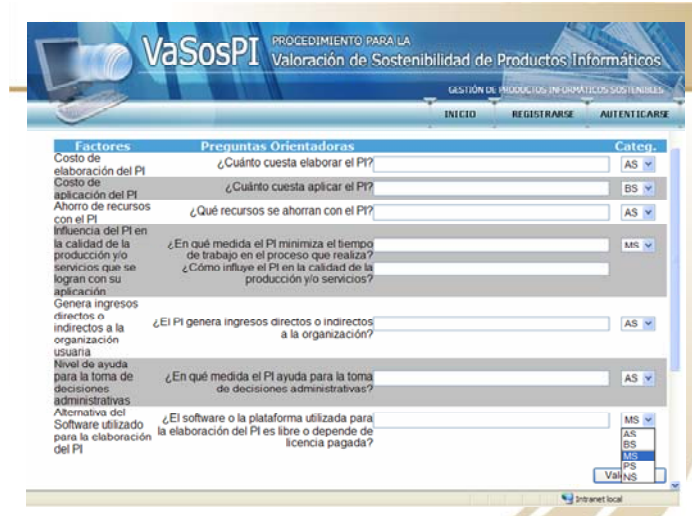 VaSosPI PROCEDIMIENTO PARA LA
Valoración de Sostenibilidad de Productos Informáticos
GESTIÓN DE PRODUCTOS INFORMÁTICOS SOSTENIBLES
INICIO REGISTRARSE AUTENTICARSE
Factores Preguntas Orientadoras Categ.
Costo de
elaboración del PI
¿Cuánto cuesta elaborar el PI? AS
Costo de
aplicación del PI
¿Cuánto cuesta aplicar el PI? BS
Ahorro de recursos
con el PI
¿Qué recursos se ahorran con el PI? AS
Influencia del PI en
la calidad de la
producción y/o
servicios que se
logran con su
aplicación
¿En qué medida el PI minimiza el tiempo
de trabajo en el proceso que realiza? MS
¿Cómo influye el PI en la calidad de la
producción y/o servicios?
Genera ingresos
directos o
indirectos a la
organización
usuaria
¿El PI genera ingresos directos o indirectos
a la organización? AS
Nivel de ayuda
para la toma de
decisiones
administrativas
¿En qué medida el PI ayuda para la toma
de decisiones administrativas? AS
Alternativa del
Software utilizado
para la elaboración
del PI
¿El software o la plataforma utilizada para
la elaboración del PI es libre o depende de
licencia pagada?
MS
AS
BS
MS
PS
NS
Intranet local